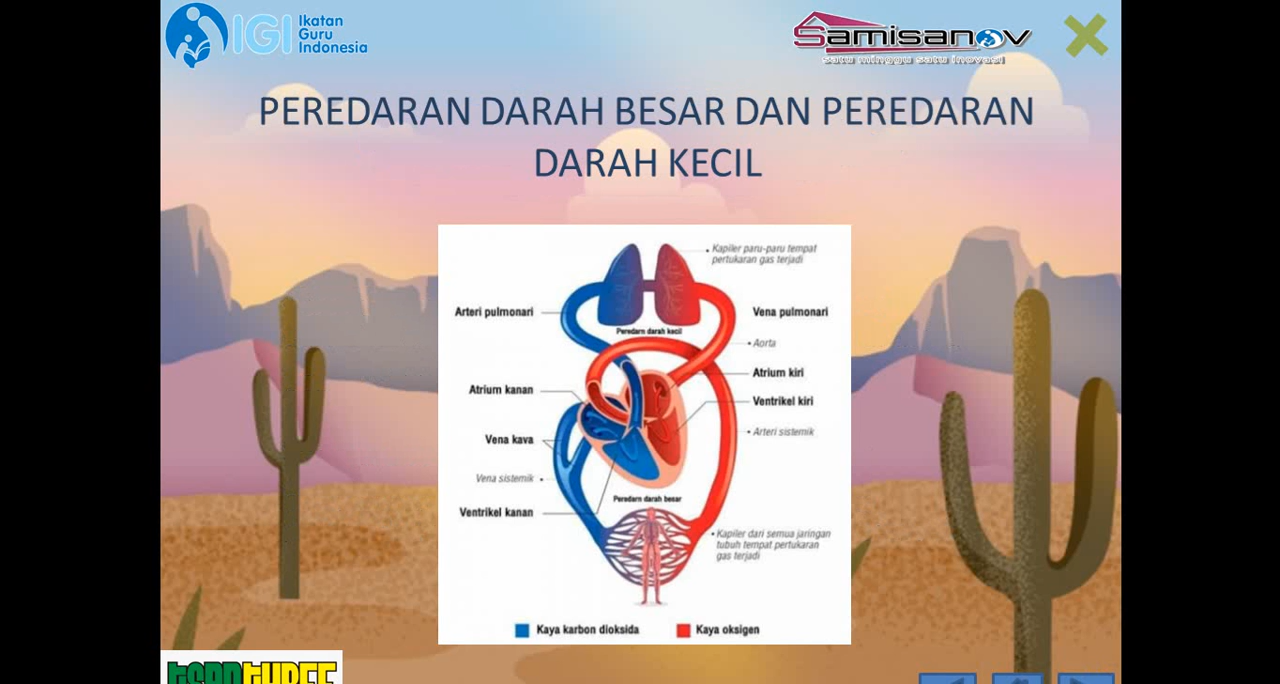 IGI Ikatan
Guru
Indonesia
Samisanov
satu minggu satu inovasi
PEREDARAN DARAH BESAR DAN PEREDARAN
DARAH KECIL
• Kapiler paru-paru tempat
pertukaran gas terjadi
Arteri pulmonari
Vena pulmonari
Peredarn darah kecil
• Aorta
Atrium kiri
Atrium kanan
Ventrikel kiri
• Arteri sistemik
Vena kava
Vena sistemik •
Peredarn darah besar
Ventrikel kanan
• Kapiler dari semua jaringan
tubuh tempat pertukaran
gas terjadi
Kaya karbon dioksida
Kaya oksigen